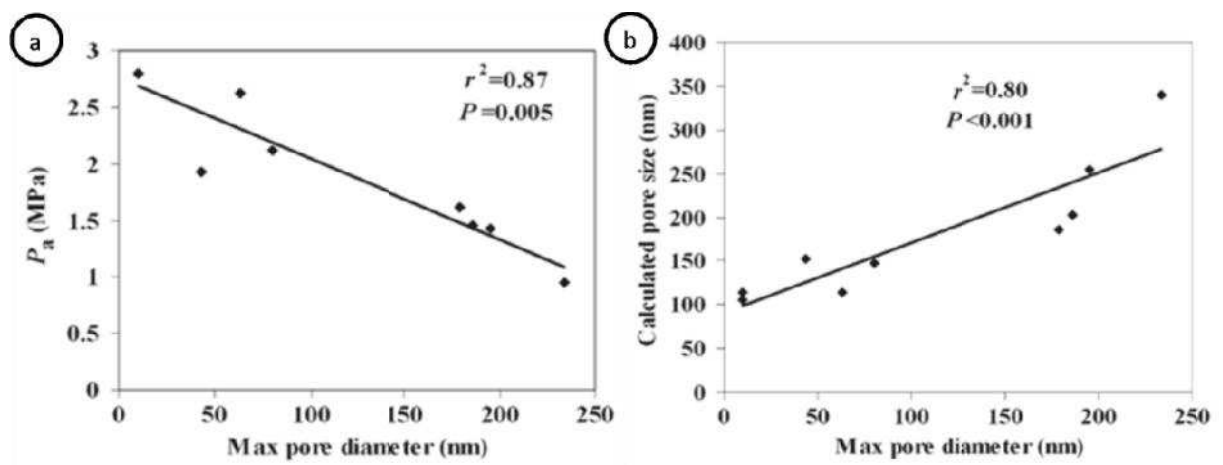 a
3
2.5
2
1.5
1
0.5
0
P_a (MPa)
r²=0.87
P=0.005
0 50 100 150 200 250
Max pore diameter (nm)
b
400
350
300
250
200
150
100
50
0
Calculated pore size (nm)
r²=0.80
P<0.001
0 50 100 150 200 250
Max pore diameter (nm)